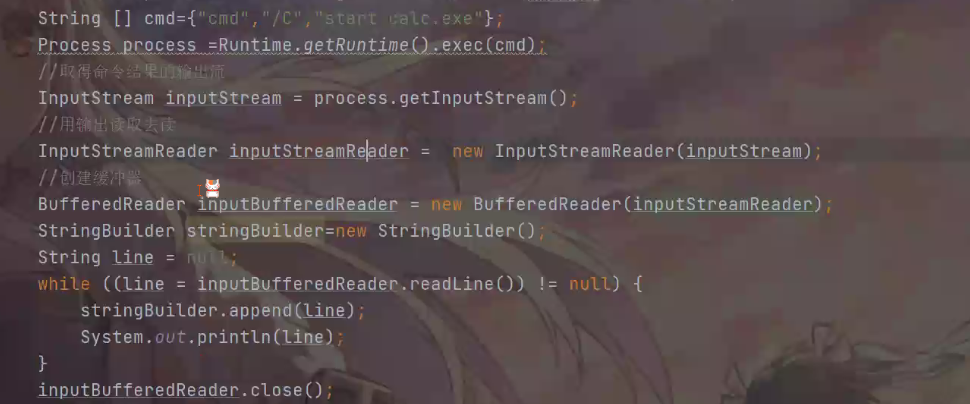 String [] cmd={"cmd","/C","start calc.exe"};
Process process =Runtime.getRuntime().exec(cmd);
//取得命令结果的输出流
InputStream inputStream = process.getInputStream();
//用输出读取去读
InputStreamReader inputStreamReader =  new InputStreamReader(inputStream);
//创建缓冲器
BufferedReader inputBufferedReader = new BufferedReader(inputStreamReader);
StringBuilder stringBuilder=new StringBuilder();
String line = null;
while ((line = inputBufferedReader.readLine()) != null) {
    stringBuilder.append(line);
    System.out.println(line);
}
inputBufferedReader.close();